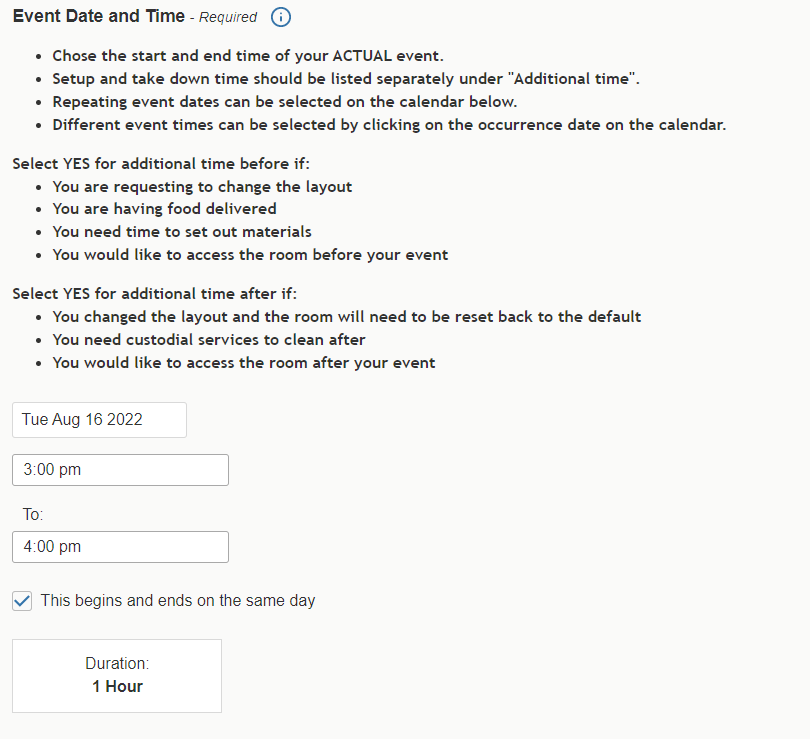 Event Date and Time - Required
• Chose the start and end time of your ACTUAL event.
• Setup and take down time should be listed separately under "Additional time".
• Repeating event dates can be selected on the calendar below.
• Different event times can be selected by clicking on the occurrence date on the calendar.
Select YES for additional time before if:
• You are requesting to change the layout
• You are having food delivered
• You need time to set out materials
• You would like to access the room before your event
Select YES for additional time after if:
• You changed the layout and the room will need to be reset back to the default
• You need custodial services to clean after
• You would like to access the room after your event
Tue Aug 16 2022
3:00 pm
To:
4:00 pm
This begins and ends on the same day
Duration:
1 Hour